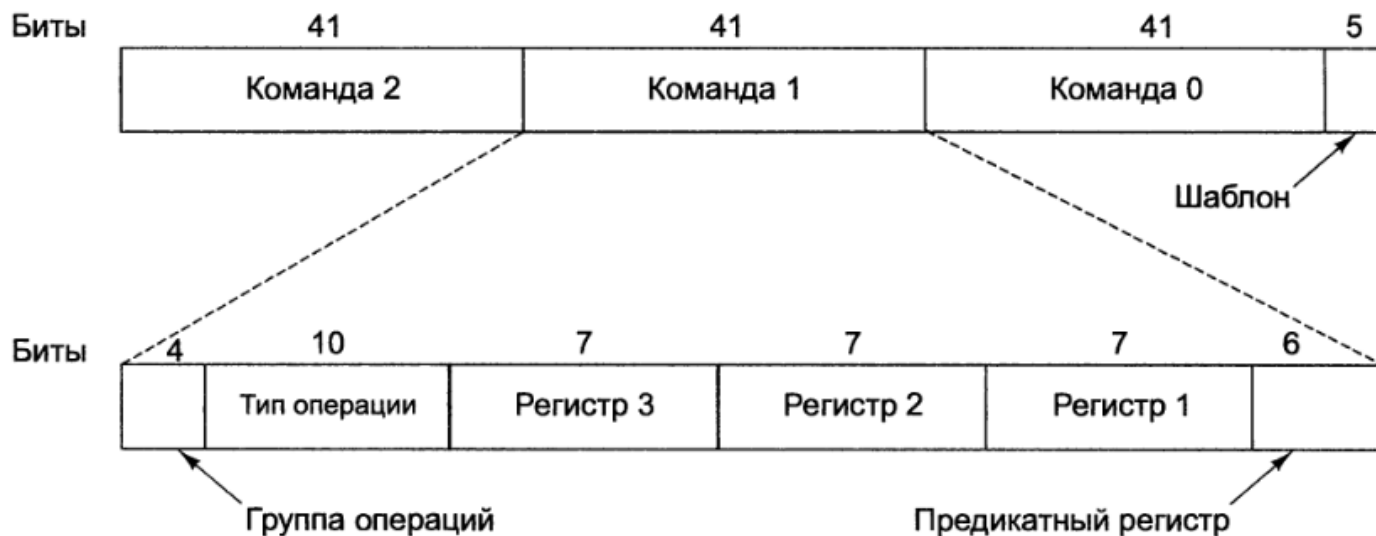 Биты 41 41 41 5
Команда 2 Команда 1 Команда 0
Шаблон
Биты 4 10 7 7 7 6
Тип операции Регистр 3 Регистр 2 Регистр 1
Группа операций Предикатный регистр